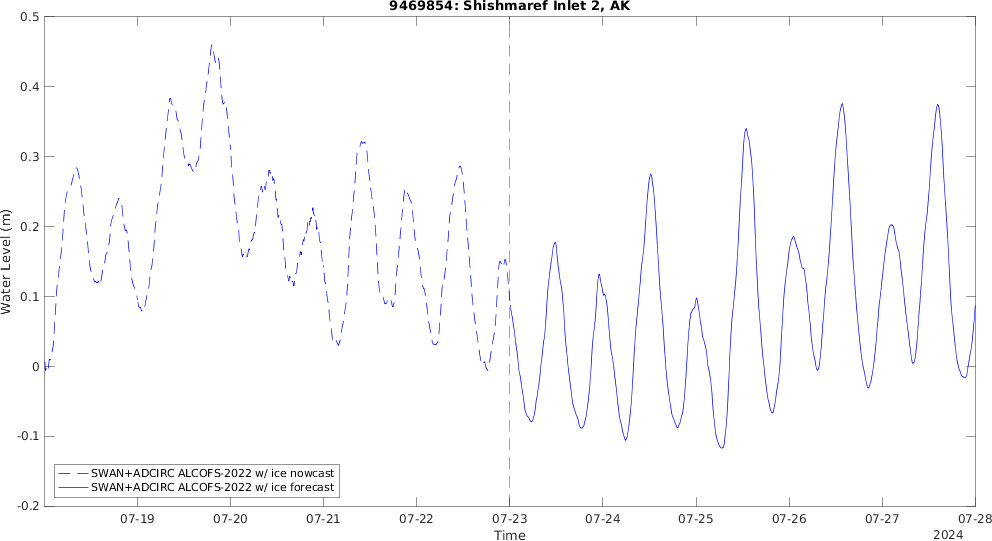 9469854: Shishmaref Inlet 2, AK
Water Level (m)
0.5
0.4
0.3
0.2
0.1
0
-0.1
-0.2
SWAN+ADCIRC ALCOFS-2022 w/ ice nowcast
SWAN+ADCIRC ALCOFS-2022 w/ ice forecast
07-19 07-20 07-21 07-22 07-23 07-24 07-25 07-26 07-27 07-28
Time
2024